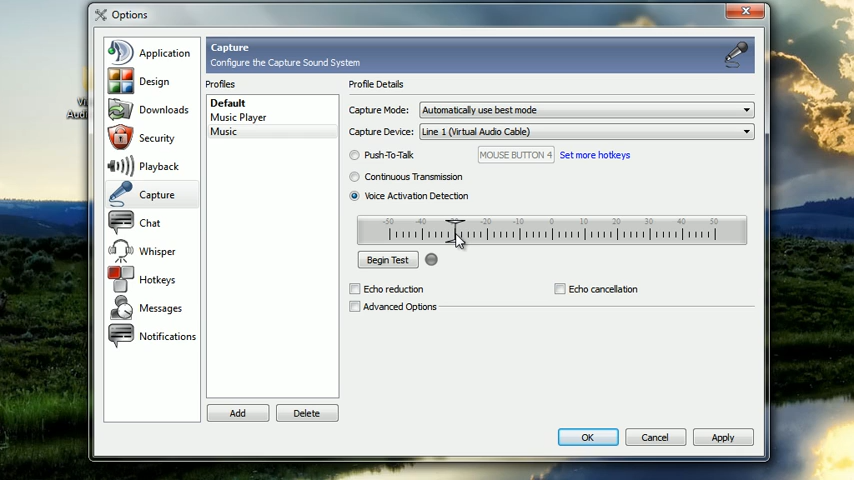 Options
Application
Design
Downloads
Security
Playback
Capture
Chat
Whisper
Hotkeys
Messages
Notifications
Capture
Configure the Capture Sound System
Profiles
Default
Music Player
Music
Add
Delete
Profile Details
Capture Mode: Automatically use best mode
Capture Device: Line 1 (Virtual Audio Cable)
Push-To-Talk MOUSE BUTTON 4 Set more hotkeys
Continuous Transmission
Voice Activation Detection
-50 -40 -20 -10 0 10 20 30 40 50
Begin Test
Echo reduction Echo cancellation
Advanced Options
OK Cancel Apply